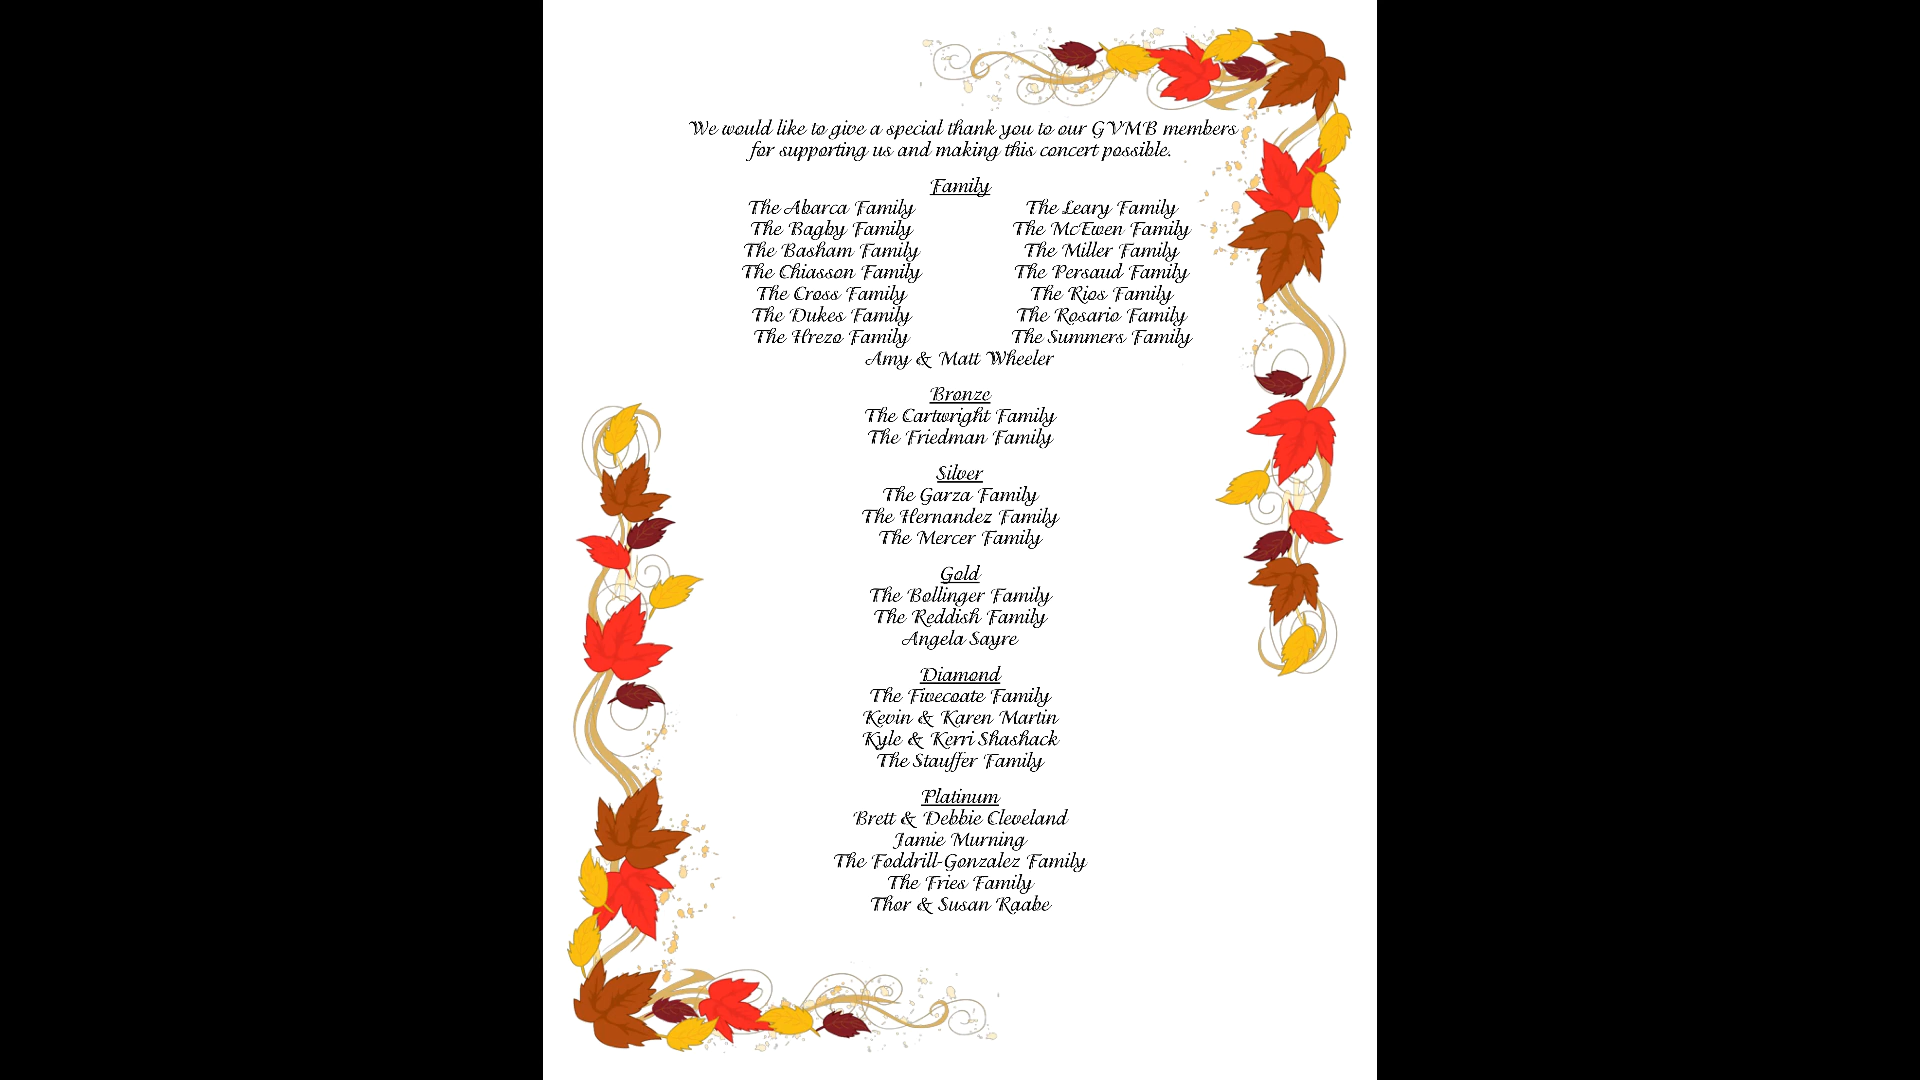 We would like to give a special thank you to our GVMB members
for supporting us and making this concert possible.
Family
The Abarca Family The Leary Family
The Bagby Family The McEwen Family
The Basham Family The Miller Family
The Chiasson Family The Persaud Family
The Cross Family The Rios Family
The Dukes Family The Rosario Family
The Hrezo Family The Summers Family
Amy & Matt Wheeler
Bronze
The Cartwright Family
The Friedman Family
Silver
The Garza Family
The Hernandez Family
The Mercer Family
Gold
The Bollinger Family
The Reddish Family
Angela Sayre
Diamond
The Fivecoate Family
Kevin & Karen Martin
Kyle & Kerri Shashack
The Stauffer Family
Platinum
Brett & Debbie Cleveland
Jamie Murning
The Foddrill-Gonzalez Family
The Fries Family
Thor & Susan Raabe